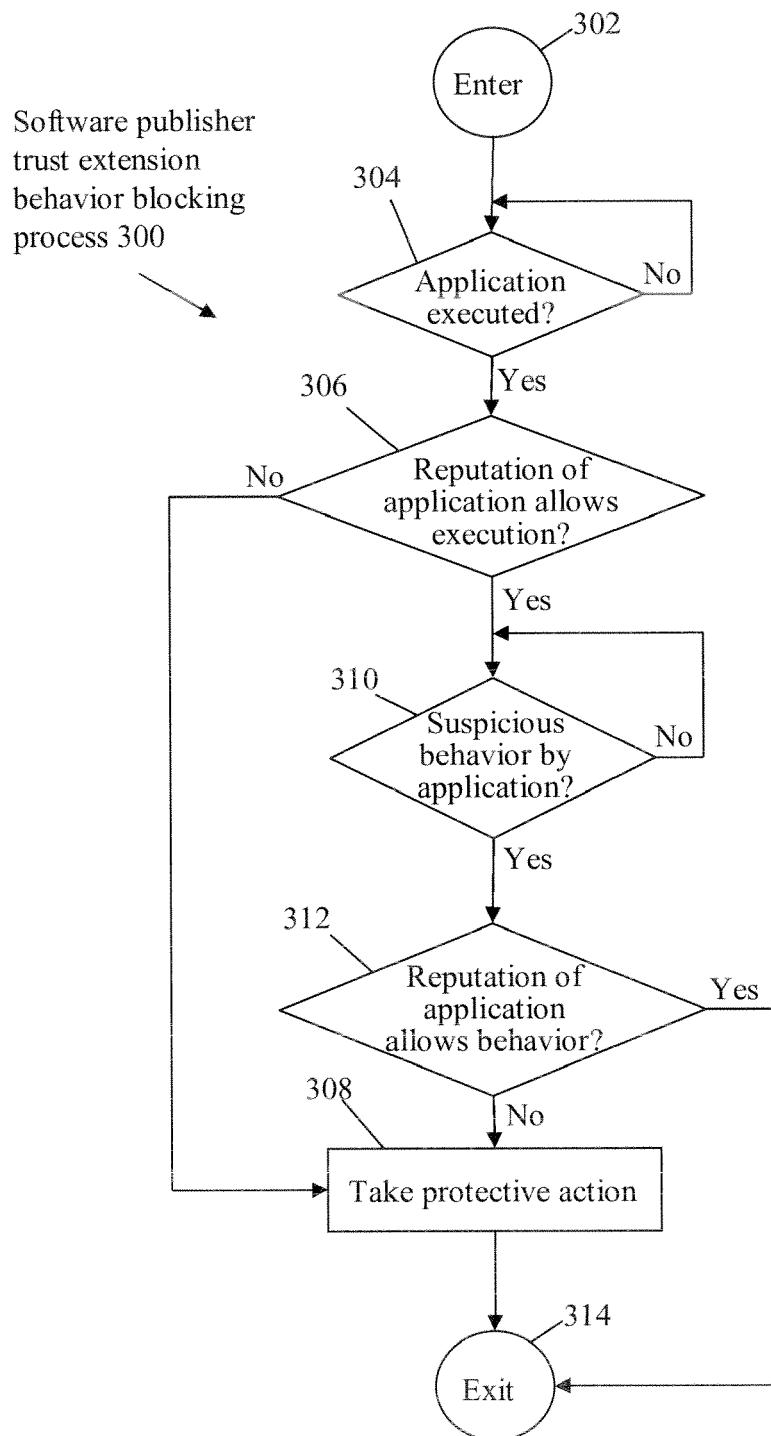 302
Enter
Software publisher
trust extension
behavior blocking
process 300
304
Application
executed?
No
Yes
306
No
Reputation of
application allows
execution?
Yes
310
Suspicious
behavior by
application?
No
Yes
312
Reputation of
application
allows behavior?
Yes
308
No
Take protective action
314
Exit